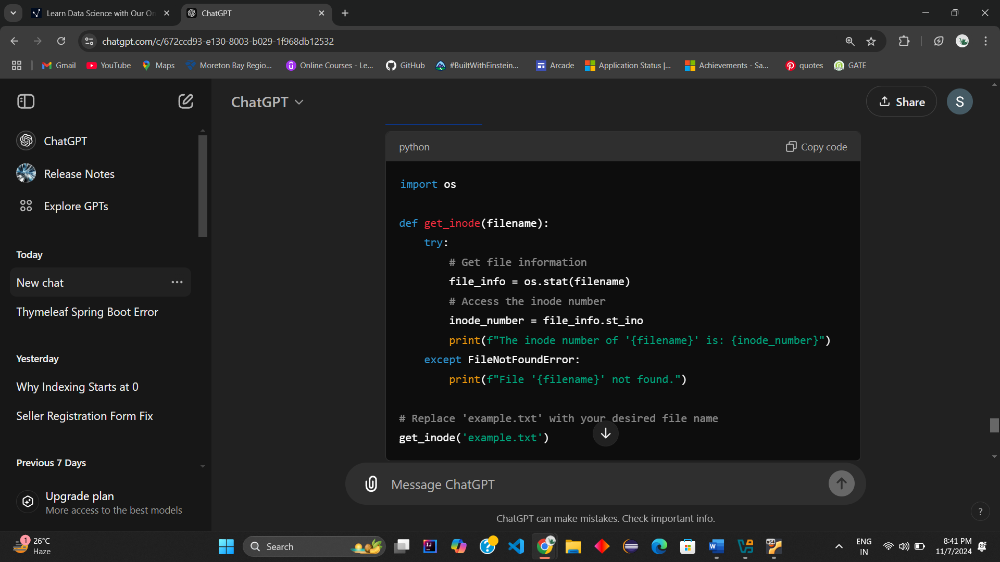 Learn Data Science with Our On
ChatGPT
chatgpt.com/c/672ccd93-e130-8003-b029-1f968db12532
Gmail
YouTube
Maps
Moreton Bay Regio...
Online Courses - Le...
GitHub
#BuiltWithEinstein...
Arcade
Application Status |...
Achievements - Sa...
quotes
GATE
ChatGPT
Share
S
ChatGPT
Release Notes
Explore GPTs
Today
New chat
Thymeleaf Spring Boot Error
Yesterday
Why Indexing Starts at 0
Seller Registration Form Fix
Previous 7 Days
Upgrade plan
More access to the best models
python
Copy code
import os
def get_inode(filename):
try:
# Get file information
file_info = os.stat(filename)
# Access the inode number
inode_number = file_info.st_ino
print(f"The inode number of '{filename}' is: {inode_number}")
except FileNotFoundError:
print(f"File '{filename}' not found.")
# Replace 'example.txt' with your desired file name
get_inode('example.txt')
Message ChatGPT
ChatGPT can make mistakes. Check important info.
?
1
26°C
Haze
Search
IJ
W
x64
ENG
IN
8:41 PM
11/7/2024